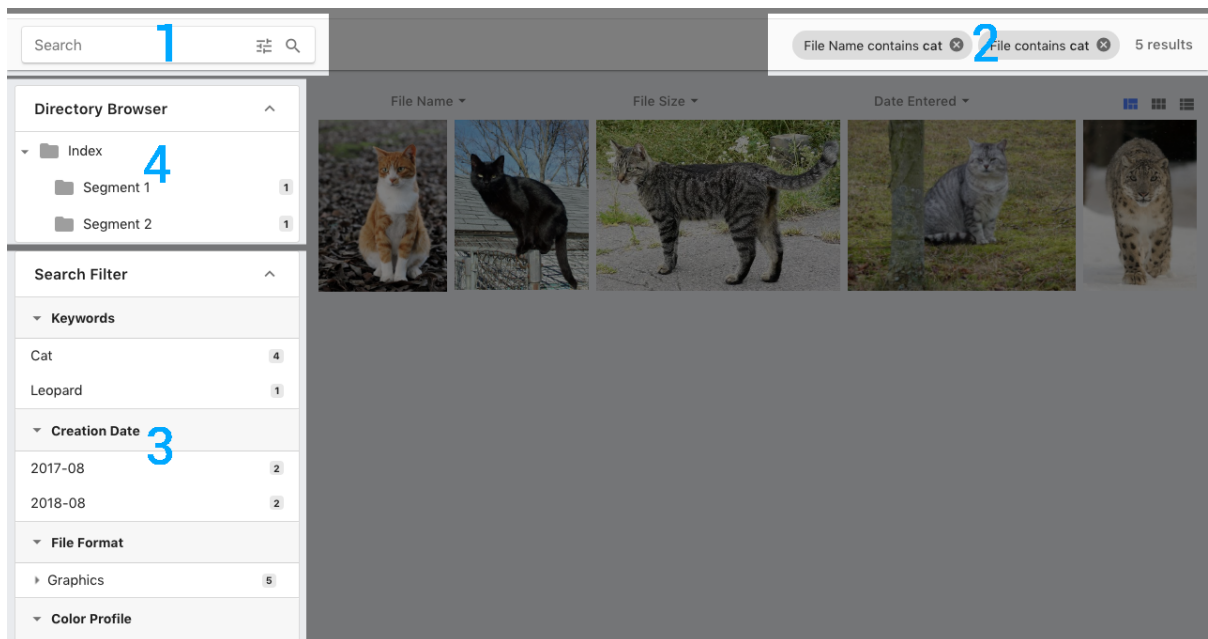 Search
1
File Name contains cat
File contains cat
2
5 results
Directory Browser
Index
4
Segment 1 1
Segment 2 1
File Name
File Size
Date Entered
Search Filter
Keywords
Cat 4
Leopard 1
Creation Date
3
2017-08 2
2018-08 2
File Format
Graphics 5
Color Profile